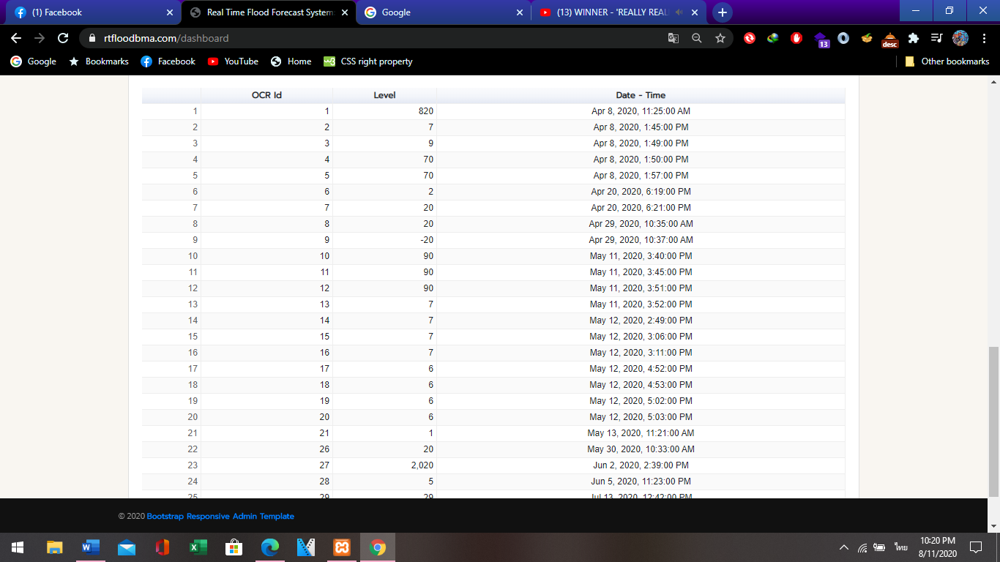 (1) Facebook
Real Time Flood Forecast System
Google
(13) WINNER - 'REALLY REAL
rtfloodbma.com/dashboard
13
desc
Google Bookmarks Facebook YouTube Home CSS right property Other bookmarks
OCR Id Level Date - Time
1 1 820 Apr 8, 2020, 11:25:00 AM
2 2 7 Apr 8, 2020, 1:45:00 PM
3 3 9 Apr 8, 2020, 1:49:00 PM
4 4 70 Apr 8, 2020, 1:50:00 PM
5 5 70 Apr 8, 2020, 1:57:00 PM
6 6 2 Apr 20, 2020, 6:19:00 PM
7 7 20 Apr 20, 2020, 6:21:00 PM
8 8 20 Apr 29, 2020, 10:35:00 AM
9 9 -20 Apr 29, 2020, 10:37:00 AM
10 10 90 May 11, 2020, 3:40:00 PM
11 11 90 May 11, 2020, 3:45:00 PM
12 12 90 May 11, 2020, 3:51:00 PM
13 13 7 May 11, 2020, 3:52:00 PM
14 14 7 May 12, 2020, 2:49:00 PM
15 15 7 May 12, 2020, 3:06:00 PM
16 16 7 May 12, 2020, 3:11:00 PM
17 17 6 May 12, 2020, 4:52:00 PM
18 18 6 May 12, 2020, 4:53:00 PM
19 19 6 May 12, 2020, 5:02:00 PM
20 20 6 May 12, 2020, 5:03:00 PM
21 21 1 May 13, 2020, 11:21:00 AM
22 26 20 May 30, 2020, 10:33:00 AM
23 27 2,020 Jun 2, 2020, 2:39:00 PM
24 28 5 Jun 5, 2020, 11:23:00 PM
25 29 29 Jul 13, 2020, 12:42:00 PM
© 2020 Bootstrap Responsive Admin Template
ไทย
10:20 PM
8/11/2020